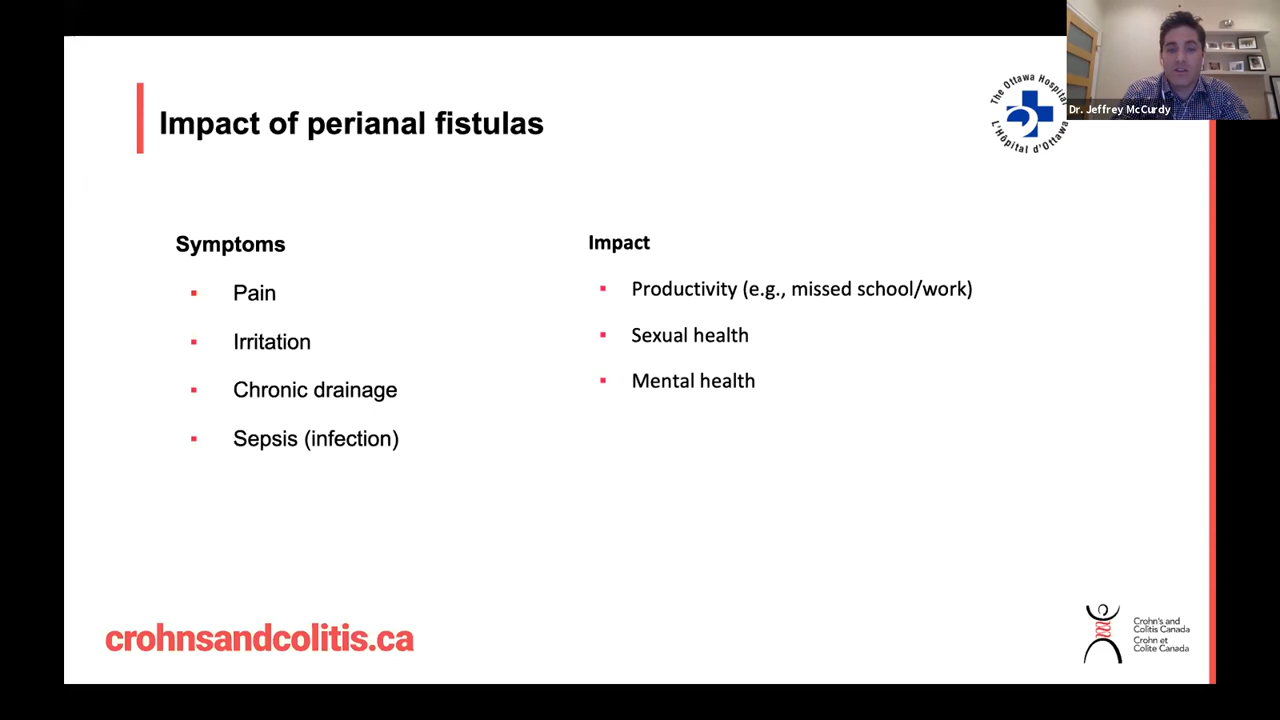 Impact of perianal fistulas
The Ottawa Hospital
L'Hôpital d'Ottawa
Dr. Jeffrey McCurdy
Symptoms
Pain
Irritation
Chronic drainage
Sepsis (infection)
Impact
Productivity (e.g., missed school/work)
Sexual health
Mental health
crohnsandcolitis.ca
Crohn's and
Colitis Canada
Crohn et
Colite Canada